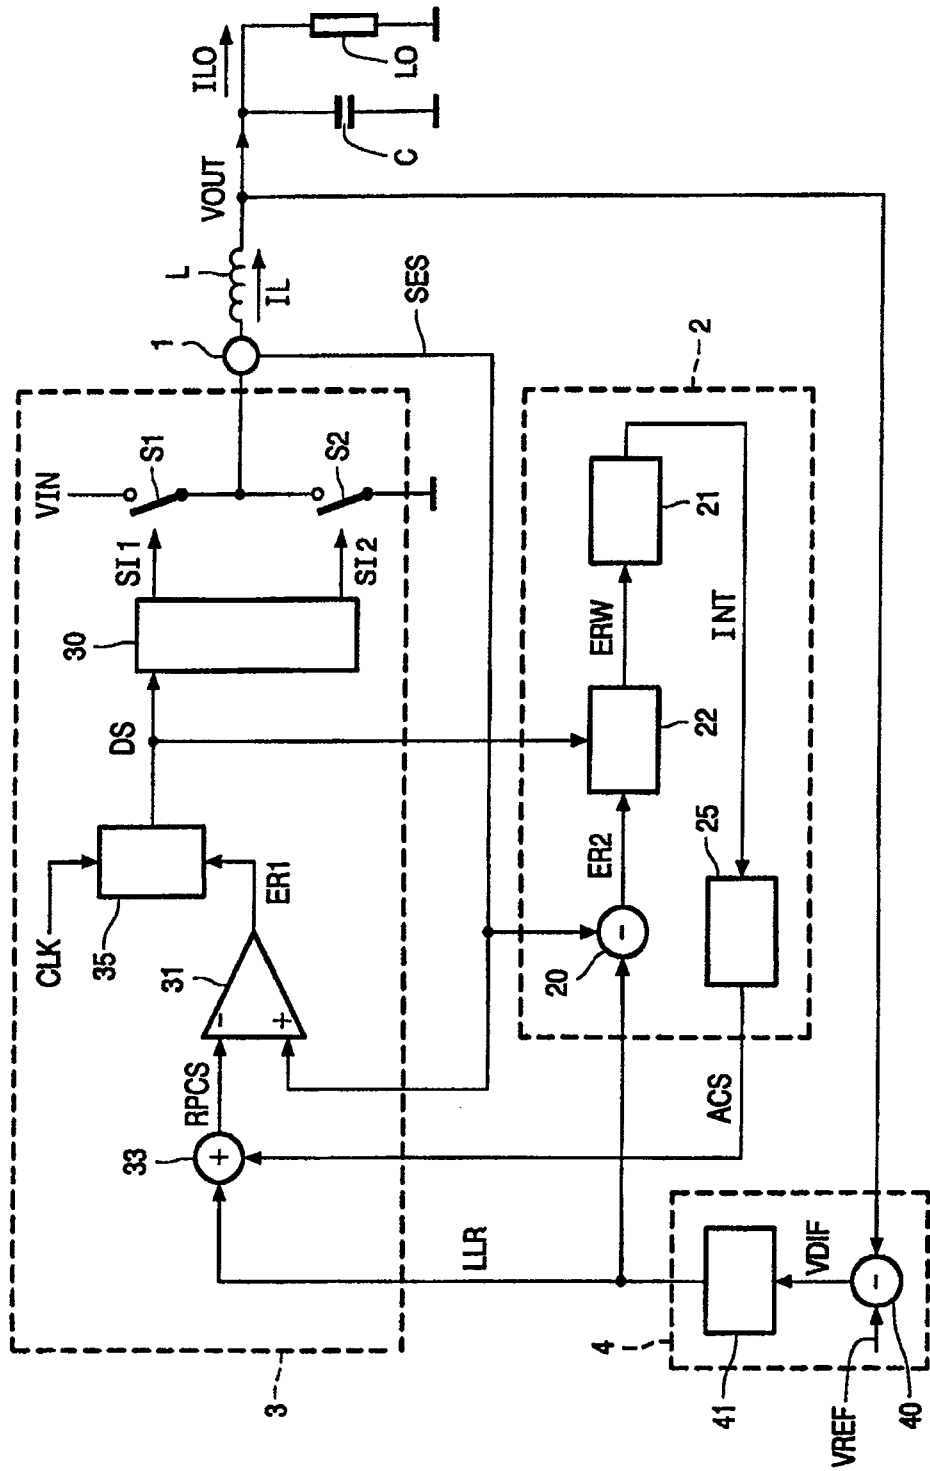 ILO
LO
C
VOUT
L
IL
1
SES
2
VIN
S1
S2
SI1
SI2
30
DS
CLK
35
ER1
31
-
+
RPCS
33
+
21
ERW
INT
22
25
ER2
20
-
ACS
LLR
3
4
41
VDIF
-
VREF
40